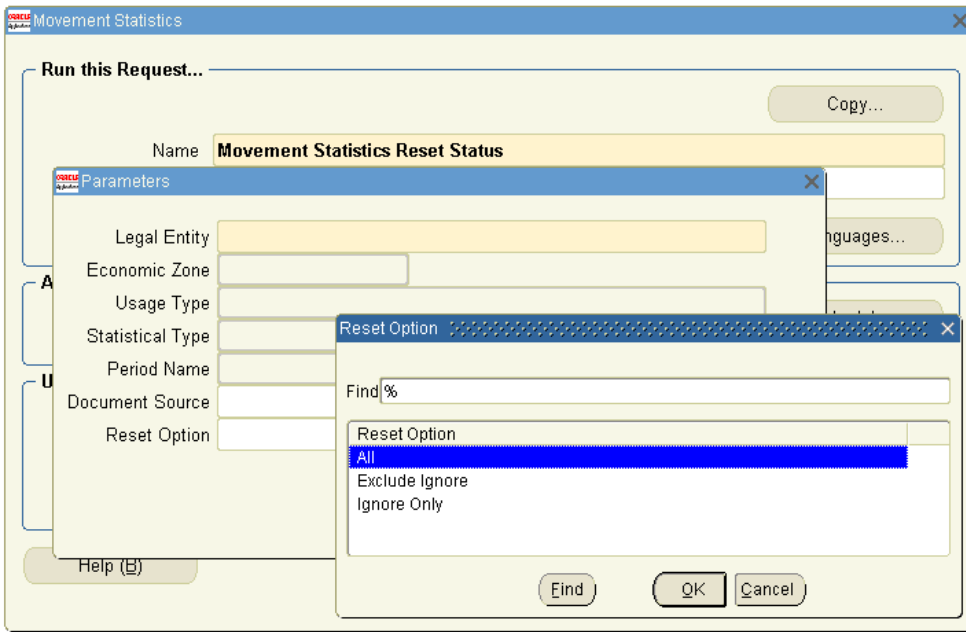 ORACLE Movement Statistics
Run this Request...
Copy...
Name Movement Statistics Reset Status
ORACLE Parameters
Legal Entity
nguages...
Economic Zone
A
Usage Type
Statistical Type
Reset Option
Period Name
U
Find %
Document Source
Reset Option
Reset Option
All
Exclude Ignore
Ignore Only
Help (B)
Find
OK
Cancel